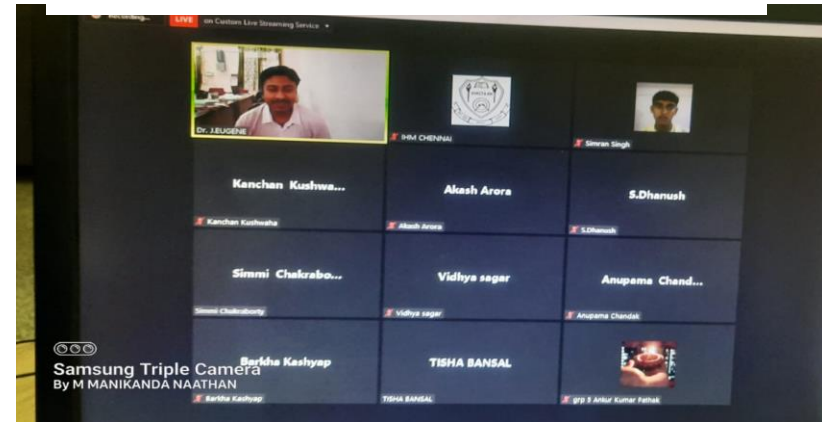 Recording...
LIVE on Custom Live Streaming Service
Dr. J.EUGENE
IHM CHENNAI
Simran Singh
Kanchan Kushwa...
Akash Arora
S.Dhanush
Kanchan Kushwaha
Akash Arora
S.Dhanush
Simmi Chakrabo...
Vidhya sagar
Anupama Chand...
Simmi Chakraborty
Vidhya sagar
Anupama Chandak
Barkha Kashyap
TISHA BANSAL
Barkha Kashyap
TISHA BANSAL
grp 5 Ankur Kumar Pathak
Samsung Triple Camera
By M MANIKANDA NAATHAN